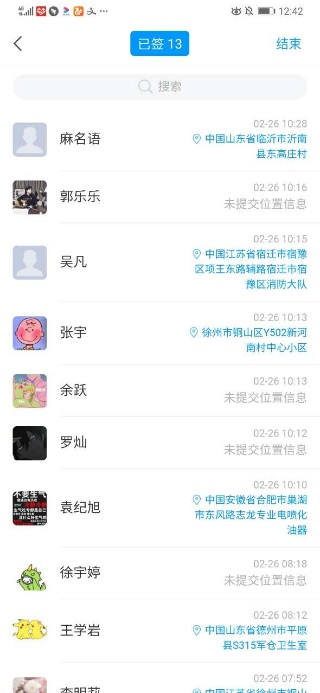 12:42
已签 13
结束
搜索
02-26 10:28
麻名语
中国山东省临沂市沂南
县东高庄村
02-26 10:16
郭乐乐
未提交位置信息
02-26 10:15
吴凡
中国江苏省宿迁市宿豫
区项王东路辅路宿迁市宿
豫区消防大队
02-26 10:13
张宇
徐州市铜山区Y502新河
南村中心小区
02-26 10:13
余跃
未提交位置信息
02-26 10:12
罗灿
未提交位置信息
02-26 10:10
不要生气
袁纪旭
中国安徽省合肥市巢湖
市东风路志龙专业电喷化
油器
02-26 08:18
徐宇婷
未提交位置信息
02-26 08:12
王学岩
中国山东省德州市平原
县S315军仓卫生室
02-26 07:52